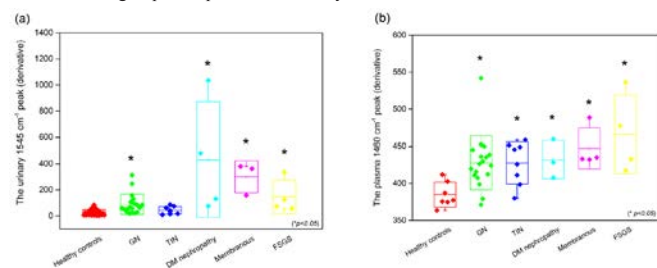 (a)
The urinary 1545 cm⁻¹ peak (derivative)
1400
1200
1000
800
600
400
200
0
*
*
*
*
(*p<0.05)
Healthy controls
GN
TIN
DM nephropathy
Membranous
FSGS
(b)
The plasma 1460 cm⁻¹ peak (derivative)
600
550
500
450
400
350
*
*
*
*
*
(*p<0.05)
Healthy controls
GN
TIN
DM nephropathy
Membranous
FSGS